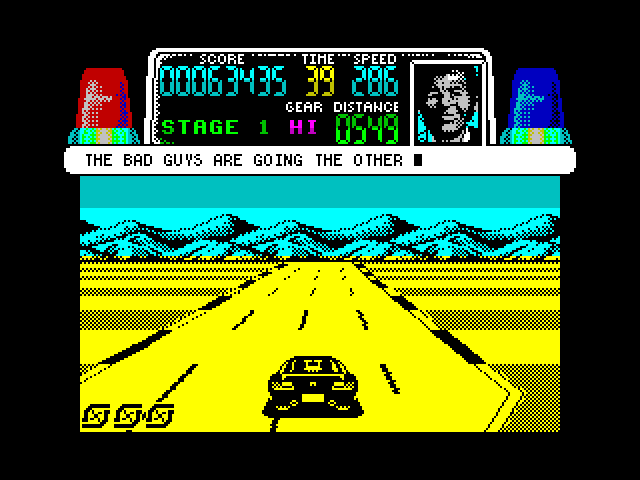 SCORE TIME SPEED
00063435 39 286
GEAR DISTANCE
STAGE 1 HI 0549
THE BAD GUYS ARE GOING THE OTHER